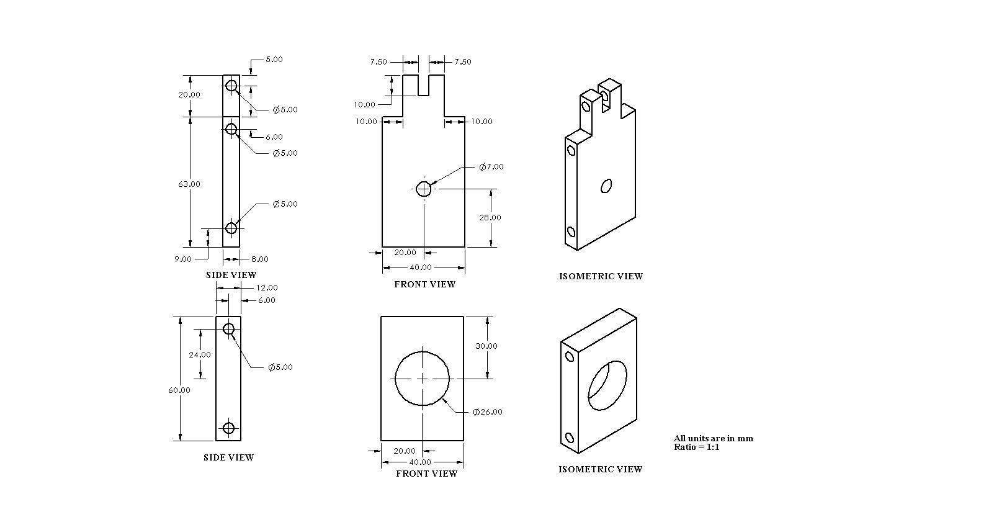 5.00
7.50
7.50
20.00
10.00
Ø5.00
10.00
10.00
6.00
Ø5.00
Ø7.00
63.00
Ø5.00
28.00
20.00
9.00
8.00
40.00
SIDE VIEW
FRONT VIEW
ISOMETRIC VIEW
12.00
6.00
30.00
24.00
Ø5.00
60.00
Ø26.00
All units are in mm
Ratio = 1:1
20.00
SIDE VIEW
40.00
FRONT VIEW
ISOMETRIC VIEW